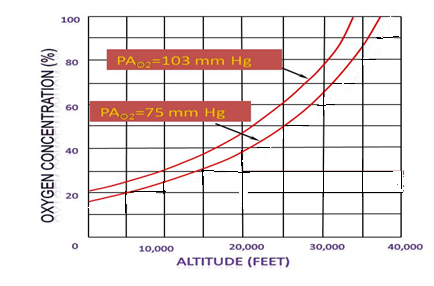 100
80
60
40
20
0
OXYGEN CONCENTRATION (%)
PAO2=103 mm Hg
PAO2=75 mm Hg
10,000
20,000
30,000
40,000
ALTITUDE (FEET)